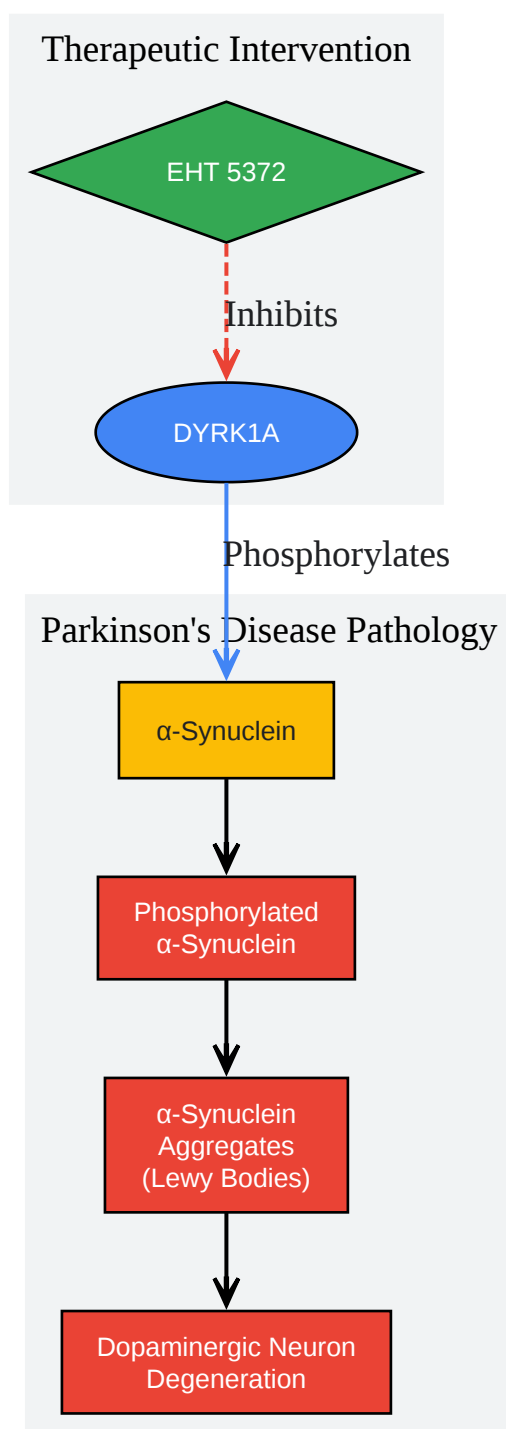 Therapeutic Intervention
EHT 5372
Inhibits
DYRK1A
Phosphorylates
Parkinson's Disease Pathology
α-Synuclein
Phosphorylated
α-Synuclein
α-Synuclein
Aggregates
(Lewy Bodies)
Dopaminergic Neuron
Degeneration